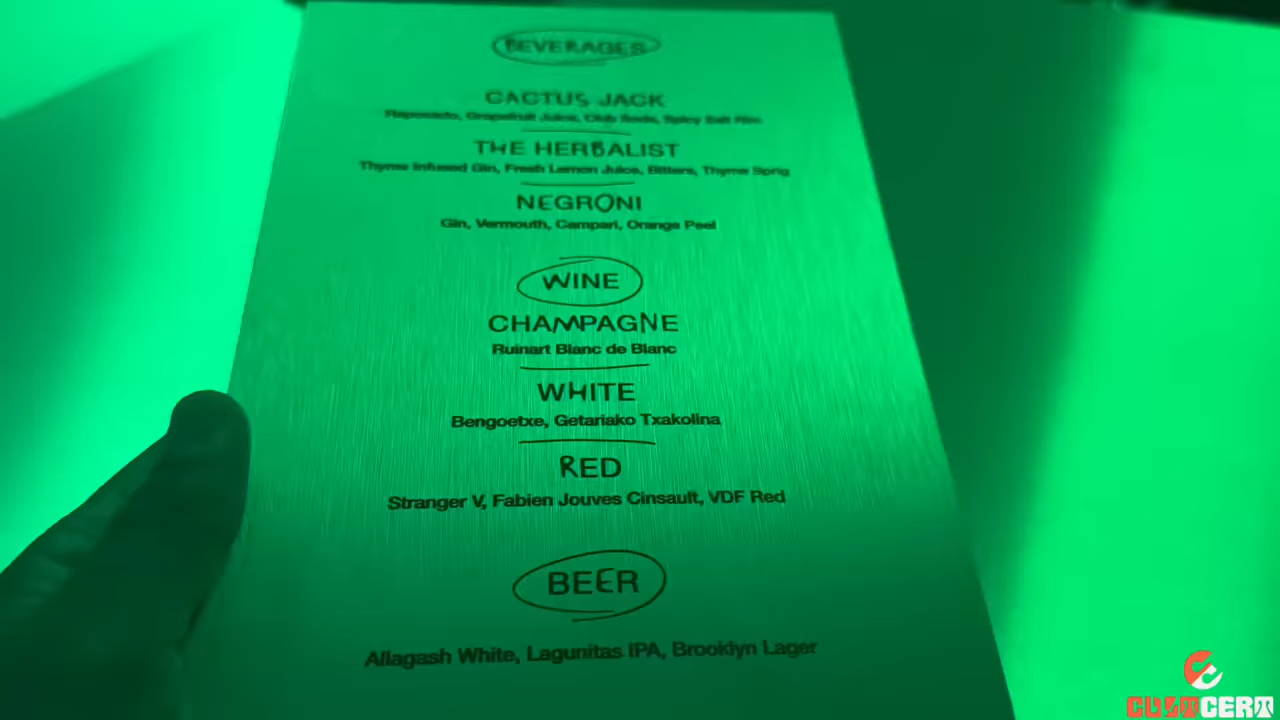 BEVERAGES
CACTUS JACK
Reposado, Grapefruit Juice, Club Soda, Spicy Salt Rim
THE HERBALIST
Thyme Infused Gin, Fresh Lemon Juice, Bitters, Thyme Sprig
NEGRONI
Gin, Vermouth, Campari, Orange Peel
WINE
CHAMPAGNE
Ruinart Blanc de Blanc
WHITE
Bengoetxe, Getariako Txakolina
RED
Stranger V, Fabien Jouves Cinsault, VDF Red
BEER
Allagash White, Lagunitas IPA, Brooklyn Lager
CULTCERT